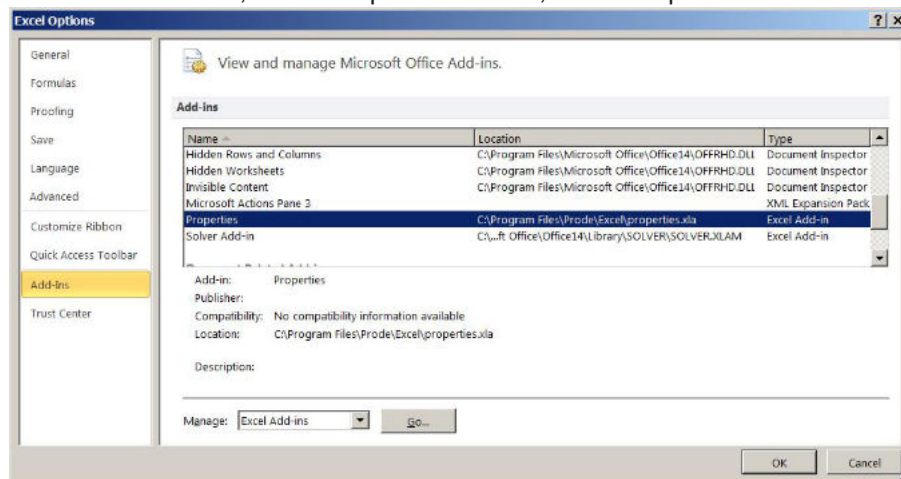 Excel Options
General
Formulas
Proofing
Save
Language
Advanced
Customize Ribbon
Quick Access Toolbar
Add-Ins
Trust Center
View and manage Microsoft Office Add-ins.
Add-ins
Name Location Type
Hidden Rows and Columns C:\Program Files\Microsoft Office\Office14\OFFRHD.DLL Document Inspector
Hidden Worksheets C:\Program Files\Microsoft Office\Office14\OFFRHD.DLL Document Inspector
Invisible Content C:\Program Files\Microsoft Office\Office14\OFFRHD.DLL Document Inspector
Microsoft Actions Pane 3 XML Expansion Pack
Properties C:\Program Files\Prode\Excel\properties.xla Excel Add-in
Solver Add-in C:\...ft Office\Office14\Library\SOLVER\SOLVER.XLAM Excel Add-in
Add-in: Properties
Publisher:
Compatibility: No compatibility information available
Location: C:\Program Files\Prode\Excel\properties.xla
Description:
Manage: Excel Add-ins Go...
OK Cancel